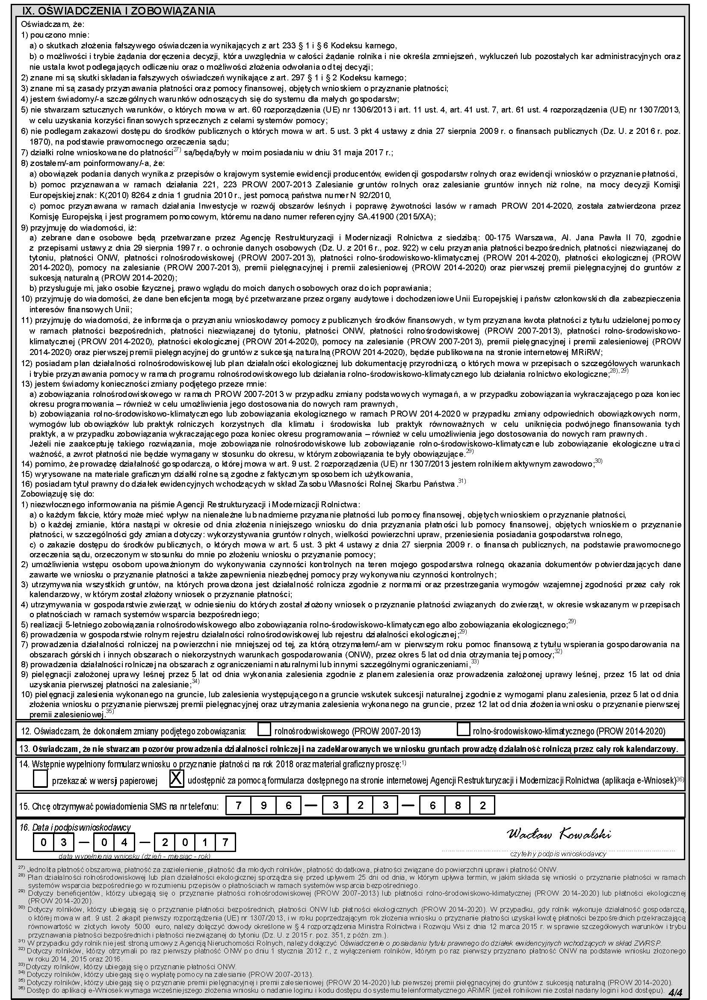 IX. OŚWIADCZENIA I ZOBOWIĄZANIA
Oświadczam, że:
1) pouczono mnie:
a) o skutkach złożenia fałszywego oświadczenia wynikających z art. 233 § 1 i § 6 Kodeksu karnego,
b) o możliwości i trybie żądania doręczenia decyzji, która uwzględnia w całości żądanie rolnika i nie określa zmniejszeń, wykluczeń lub pozostałych kar administracyjnych oraz
nie ustala kwot podlegających odliczeniu oraz o możliwości złożenia odwołania od tej decyzji;
2) znane mi są skutki składania fałszywych oświadczeń wynikające z art. 297 § 1 i § 2 Kodeksu karnego;
3) znane mi są zasady przyznawania płatności oraz pomocy finansowej, objętych wnioskiem o przyznanie płatności;
4) jestem świadomy/-a szczególnych warunków odnoszących się do systemu dla małych gospodarstw;
5) nie stwarzam sztucznych warunków, o których mowa w art. 60 rozporządzenia (UE) nr 1306/2013 i art. 11 ust. 4, art. 41 ust. 7, art. 61 ust. 4 rozporządzenia (UE) nr 1307/2013,
w celu uzyskania korzyści finansowych sprzecznych z celami systemów pomocy;
6) nie podlegam zakazowi dostępu do środków publicznych o których mowa w art. 5 ust. 3 pkt 4 ustawy z dnia 27 sierpnia 2009 r. o finansach publicznych (Dz. U. z 2016 r. poz.
1870), na podstawie prawomocnego orzeczenia sądu;
7) działki rolne wnioskowane do płatności27) są/będą/były w moim posiadaniu w dniu 31 maja 2017 r.;
8) zostałem/-am poinformowany/-a, że:
a) obowiązek podania danych wynika z przepisów o krajowym systemie ewidencji producentów, ewidencji gospodarstw rolnych oraz ewidencji wniosków o przyznanie płatności,
b) pomoc przyznawana w ramach działania 221, 223 PROW 2007-2013 Zalesianie gruntów rolnych oraz zalesianie gruntów innych niż rolne, na mocy decyzji Komisji
Europejskiej znak: K(2010) 8264 z dnia 1 grudnia 2010 r., jest pomocą państwa numer N 92/2010,
c) pomoc przyznawana w ramach działania Inwestycje w rozwój obszarów leśnych i poprawę żywotności lasów w ramach PROW 2014-2020, została zatwierdzona przez
Komisję Europejską i jest programem pomocowym, któremu nadano numer referencyjny SA.41900 (2015/XA);
9) przyjmuję do wiadomości, iż:
a) zebrane dane osobowe będą przetwarzane przez Agencję Restrukturyzacji i Modernizacji Rolnictwa z siedzibą: 00-175 Warszawa, Al. Jana Pawła II 70, zgodnie
z przepisami ustawy z dnia 29 sierpnia 1997 r. o ochronie danych osobowych (Dz. U. z 2016 r., poz. 922) w celu przyznania płatności bezpośrednich, płatności niezwiązanej do
tytoniu, płatności ONW, płatności rolnośrodowiskowej (PROW 2007-2013), płatności rolno-środowiskowo-klimatycznej (PROW 2014-2020), płatności ekologicznej (PROW
2014-2020), pomocy na zalesianie (PROW 2007-2013), premii pielęgnacyjnej i premii zalesieniowej (PROW 2014-2020) oraz pierwszej premii pielęgnacyjnej do gruntów z
sukcesją naturalną (PROW 2014-2020);
b) przysługuje mi, jako osobie fizycznej, prawo wglądu do moich danych osobowych oraz do ich poprawiania;
10) przyjmuję do wiadomości, że dane beneficjenta mogą być przetwarzane przez organy audytowe i dochodzeniowe Unii Europejskiej i państw członkowskich dla zabezpieczenia
interesów finansowych Unii;
11) przyjmuję do wiadomości, że informacja o przyznaniu wnioskodawcy pomocy z publicznych środków finansowych, w tym przyznana kwota płatności z tytułu udzielonej pomocy
w ramach płatności bezpośrednich, płatności niezwiązanej do tytoniu, płatności ONW, płatności rolnośrodowiskowej (PROW 2007-2013), płatności rolno-środowiskowo-
klimatycznej (PROW 2014-2020), płatności ekologicznej (PROW 2014-2020), pomocy na zalesianie (PROW 2007-2013), premii pielęgnacyjnej i premii zalesieniowej (PROW
2014-2020) oraz pierwszej premii pielęgnacyjnej do gruntów z sukcesją naturalną (PROW 2014-2020), będzie publikowana na stronie internetowej MRiRW;
12) posiadam plan działalności rolnośrodowiskowej lub plan działalności ekologicznej lub dokumentację przyrodniczą, o których mowa w przepisach o szczegółowych warunkach
i trybie przyznawania pomocy w ramach programu rolnośrodowiskowego lub działania rolno-środowiskowo-klimatycznego lub działania rolnictwo ekologiczne;28), 29)
13) jestem świadomy konieczności zmiany podjętego przeze mnie:
a) zobowiązania rolnośrodowiskowego w ramach PROW 2007-2013 w przypadku zmiany podstawowych wymagań, a w przypadku zobowiązania wykraczającego poza koniec
okresu programowania – również w celu umożliwienia jego dostosowania do nowych ram prawnych,
b) zobowiązania rolno-środowiskowo-klimatycznego lub zobowiązania ekologicznego w ramach PROW 2014-2020 w przypadku zmiany odpowiednich obowiązkowych norm,
wymogów lub obowiązków lub praktyk rolniczych korzystnych dla klimatu i środowiska lub praktyk równoważnych w celu uniknięcia podwójnego finansowania tych
praktyk, a w przypadku zobowiązania wykraczającego poza koniec okresu programowania – również w celu umożliwienia jego dostosowania do nowych ram prawnych.
Jeżeli nie zaakceptuję takiego rozwiązania, moje zobowiązanie rolnośrodowiskowe lub zobowiązanie rolno-środowiskowo-klimatyczne lub zobowiązanie ekologiczne utraci
ważność, a zwrot płatności nie będzie wymagany w stosunku do okresu, w którym zobowiązania te były obowiązujące.29)
14) pomimo, że prowadzę działalność gospodarczą, o której mowa w art. 9 ust. 2 rozporządzenia (UE) nr 1307/2013 jestem rolnikiem aktywnym zawodowo;30)
15) wyrysowane na materiale graficznym działki rolne są zgodne z faktycznym sposobem ich użytkowania,
16) posiadam tytuł prawny do działek ewidencyjnych wchodzących w skład Zasobu Własności Rolnej Skarbu Państwa.31)
Zobowiązuję się do:
1) niezwłocznego informowania na piśmie Agencji Restrukturyzacji i Modernizacji Rolnictwa:
a) o każdym fakcie, który może mieć wpływ na nienależne lub nadmierne przyznanie płatności lub pomocy finansowej, objętych wnioskiem o przyznanie płatności,
b) o każdej zmianie, która nastąpi w okresie od dnia złożenia niniejszego wniosku do dnia przyznania płatności lub pomocy finansowej, objętych wnioskiem o przyznanie
płatności, w szczególności gdy zmiana dotyczy: wykorzystywania gruntów rolnych, wielkości powierzchni upraw, przeniesienia posiadania gospodarstwa rolnego,
c) o zakazie dostępu do środków publicznych, o których mowa w art. 5 ust. 3 pkt 4 ustawy z dnia 27 sierpnia 2009 r. o finansach publicznych, na podstawie prawomocnego
orzeczenia sądu, orzeczonym w stosunku do mnie po złożeniu wniosku o przyznanie pomocy;
2) umożliwienia wstępu osobom upoważnionym do wykonywania czynności kontrolnych na teren mojego gospodarstwa rolnego, okazania dokumentów potwierdzających dane
zawarte we wniosku o przyznanie płatności a także zapewnienia niezbędnej pomocy przy wykonywaniu czynności kontrolnych;
3) utrzymywania wszystkich gruntów, na których prowadzona jest działalność rolnicza zgodnie z normami oraz przestrzegania wymogów wzajemnej zgodności przez cały rok
kalendarzowy, w którym został złożony wniosek o przyznanie płatności;
4) utrzymywania w gospodarstwie zwierząt, w odniesieniu do których został złożony wniosek o przyznanie płatności związanych do zwierząt, w okresie wskazanym w przepisach
o płatnościach w ramach systemów wsparcia bezpośredniego;
5) realizacji 5-letniego zobowiązania rolnośrodowiskowego albo zobowiązania rolno-środowiskowo-klimatycznego albo zobowiązania ekologicznego;29)
6) prowadzenia w gospodarstwie rolnym rejestru działalności rolnośrodowiskowej lub rejestru działalności ekologicznej;29)
7) prowadzenia działalności rolniczej na powierzchni nie mniejszej od tej, za którą otrzymałem/-am w pierwszym roku pomoc finansową z tytułu wspierania gospodarowania na
obszarach górskich i innych obszarach o niekorzystnych warunkach gospodarowania (ONW), przez okres 5 lat od dnia otrzymania tej pomocy;32)
8) prowadzenia działalności rolniczej na obszarach z ograniczeniami naturalnymi lub innymi szczególnymi ograniczeniami,33)
9) pielęgnacji założonej uprawy leśnej przez 5 lat od dnia wykonania zalesienia zgodnie z planem zalesienia oraz prowadzenia założonej uprawy leśnej, przez 15 lat od dnia
uzyskania pierwszej płatności na zalesianie;34)
10) pielęgnacji zalesienia wykonanego na gruncie, lub zalesienia występującego na gruncie wskutek sukcesji naturalnej, zgodnie z wymogami planu zalesienia, przez 5 lat od dnia
złożenia wniosku o przyznanie pierwszej premii pielęgnacyjnej oraz utrzymania zalesienia wykonanego na gruncie, przez 12 lat od dnia złożenia wniosku o przyznanie pierwszej
premii zalesieniowej.35)
12. Oświadczam, że dokonałem zmiany podjętego zobowiązania: rolnośrodowiskowego (PROW 2007-2013) rolno-środowiskowo-klimatycznego (PROW 2014-2020)
13. Oświadczam, że nie stwarzam pozorów prowadzenia działalności rolniczej i na zadeklarowanych we wniosku gruntach prowadzę działalność rolniczą przez cały rok kalendarzowy.
14. Wstępnie wypełniony formularz wniosku o przyznanie płatności na rok 2018 oraz materiał graficzny proszę:1)
przekazać w wersji papierowej X udostępnić za pomocą formularza dostępnego na stronie internetowej Agencji Restrukturyzacji i Modernizacji Rolnictwa (aplikacja e-Wniosek)36)
15. Chcę otrzymywać powiadomienia SMS na nr telefonu: 7 9 6 — 3 2 3 — 6 8 2
16. Data i podpis wnioskodawcy
Wacław Kowalski
0 3 — 0 4 — 2 0 1 7
data wypełnienia wniosku (dzień - miesiąc - rok)
czytelny podpis wnioskodawcy
27) Jednolita płatność obszarowa, płatność za zazielenienie, płatność dla młodych rolników, płatność dodatkowa, płatności związane do powierzchni upraw i płatność ONW.
28) Plan działalności rolnośrodowiskowej lub plan działalności ekologicznej sporządza się przed upływem 25 dni od dnia, w którym upływa termin, w jakim składa się wnioski o przyznanie płatności w ramach
systemów wsparcia bezpośredniego w rozumieniu przepisów o płatnościach w ramach systemów wsparcia bezpośredniego.
29) Dotyczy beneficjentów, którzy ubiegają się o przyznanie płatności rolnośrodowiskowej (PROW 2007-2013) lub płatności rolno-środowiskowo-klimatycznej (PROW 2014-2020) lub płatności ekologicznej
(PROW 2014-2020).
30) Dotyczy rolników, którzy ubiegają się o przyznanie płatności bezpośrednich, płatności ONW lub płatności ekologicznych (PROW 2014-2020). W przypadku, gdy rolnik wykonuje działalność gospodarczą,
o której mowa w art. 9 ust. 2 akapit pierwszy rozporządzenia (UE) nr 1307/2013, i w roku poprzedzającym rok złożenia wniosku o przyznanie płatności uzyskał kwotę płatności bezpośrednich przekraczającą
równowartość w złotych kwoty 5000 euro, należy dołączyć dowody określone w § 4 rozporządzenia Ministra Rolnictwa i Rozwoju Wsi z dnia 12 marca 2015 r. w sprawie szczegółowych warunków i trybu
przyznawania płatności bezpośrednich i płatności niezwiązanej do tytoniu (Dz. U. z 2015 r. poz. 351, z późn. zm.).
31) W przypadku gdy rolnik nie jest stroną umowy z Agencją Nieruchomości Rolnych, należy dołączyć Oświadczenie o posiadaniu tytułu prawnego do działek ewidencyjnych wchodzących w skład ZWRSP.
32) Dotyczy rolników, którzy otrzymali po raz pierwszy płatność ONW po dniu 1 stycznia 2012 r., z wyłączeniem rolników, którym po raz pierwszy przyznano płatność ONW na podstawie wniosku złożonego
w roku 2014, 2015 oraz 2016.
33) Dotyczy rolników, którzy ubiegają się o przyznanie płatności ONW.
34) Dotyczy rolników, którzy ubiegają się o wypłatę pomocy na zalesianie (PROW 2007-2013).
35) Dotyczy rolników, którzy ubiegają się o przyznanie premii pielęgnacyjnej i premii zalesieniowej (PROW 2014-2020) lub pierwszej premii pielęgnacyjnej do gruntów z sukcesją naturalną (PROW 2014-2020).
36) Dostęp do aplikacji e-Wniosek wymaga wcześniejszego złożenia wniosku o nadanie loginu i kodu dostępu do systemu teleinformatycznego ARiMR (jeżeli rolnikowi nie został nadany login i kod dostępu).
4/4